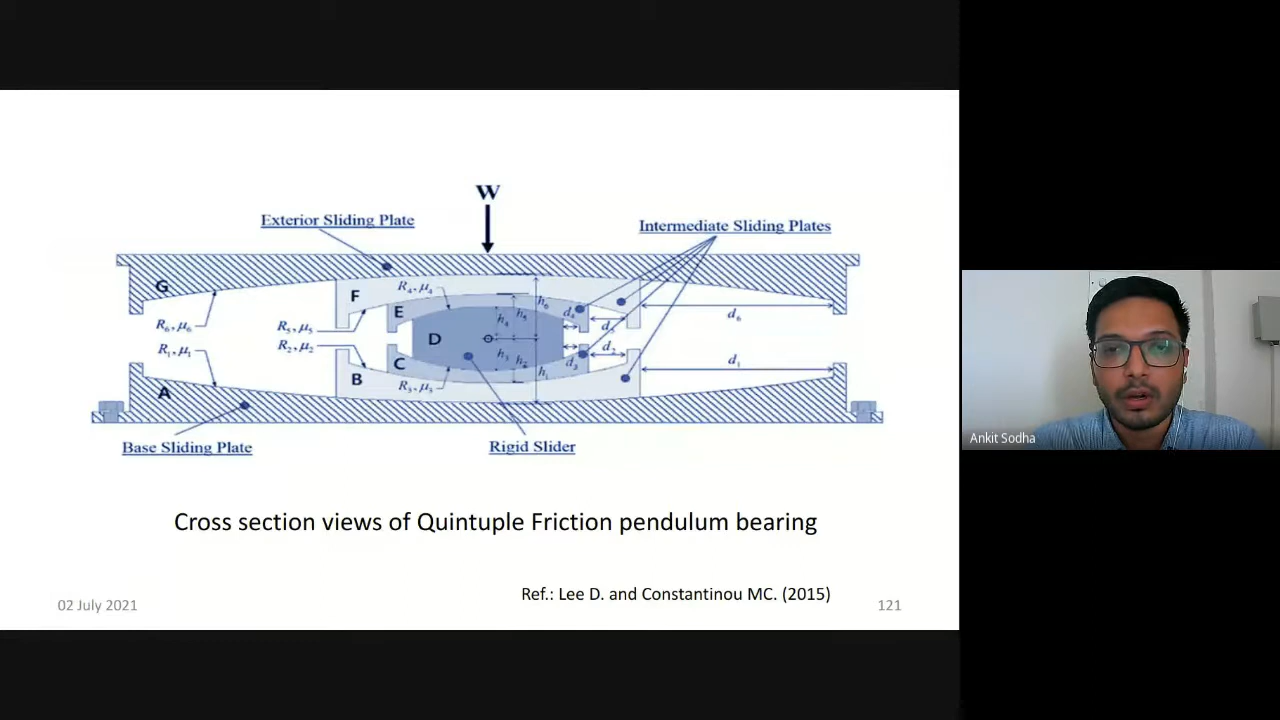 W
Exterior Sliding Plate
Intermediate Sliding Plates
G
F
E
D
C
B
A
R₄, μ₄
R₆, μ₆
R₅, μ₅
R₁, μ₁
R₂, μ₂
R₃, μ₃
h₆
h₅
h₄
h₃
h₂
h₁
d₄
d₅
d₆
d₂
d₃
d₁
Base Sliding Plate
Rigid Slider
Cross section views of Quintuple Friction pendulum bearing
Ref.: Lee D. and Constantinou MC. (2015)
02 July 2021
121
Ankit Sodha